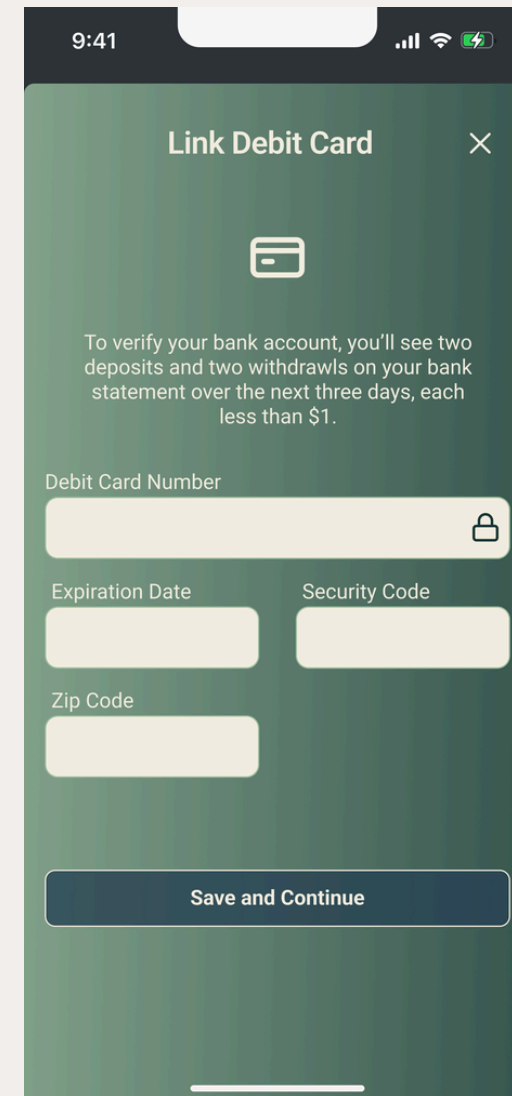 9:41
Link Debit Card
To verify your bank account, you’ll see two
deposits and two withdrawls on your bank
statement over the next three days, each
less than $1.
Debit Card Number
Expiration Date
Security Code
Zip Code
Save and Continue